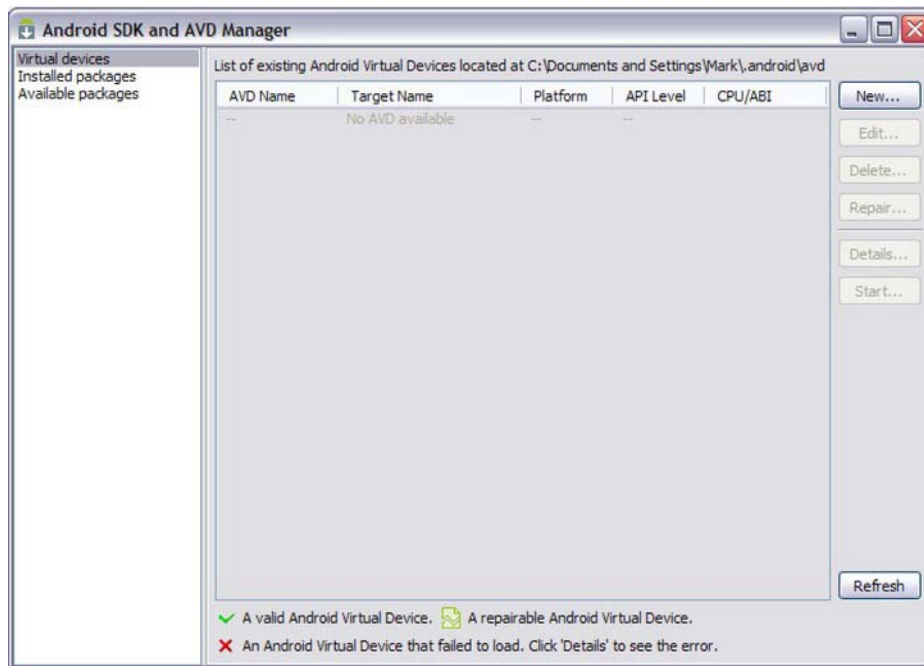 Android SDK and AVD Manager
Virtual devices
Installed packages
Available packages
List of existing Android Virtual Devices located at C:\Documents and Settings\Mark\.android\avd
AVD Name Target Name Platform API Level CPU/ABI
-- No AVD available -- --
New...
Edit...
Delete...
Repair...
Details...
Start...
Refresh
A valid Android Virtual Device. A repairable Android Virtual Device.
An Android Virtual Device that failed to load. Click 'Details' to see the error.